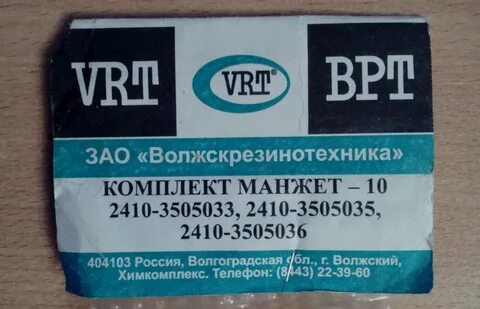 VRT VRT® ВРТ
ЗАО «Волжскрезинотехника»
КОМПЛЕКТ МАНЖЕТ – 10
2410-3505033, 2410-3505035,
2410-3505036
404103 Россия, Волгоградская обл., г. Волжский,
Химкомплекс. Телефон: (8443) 22-39-60